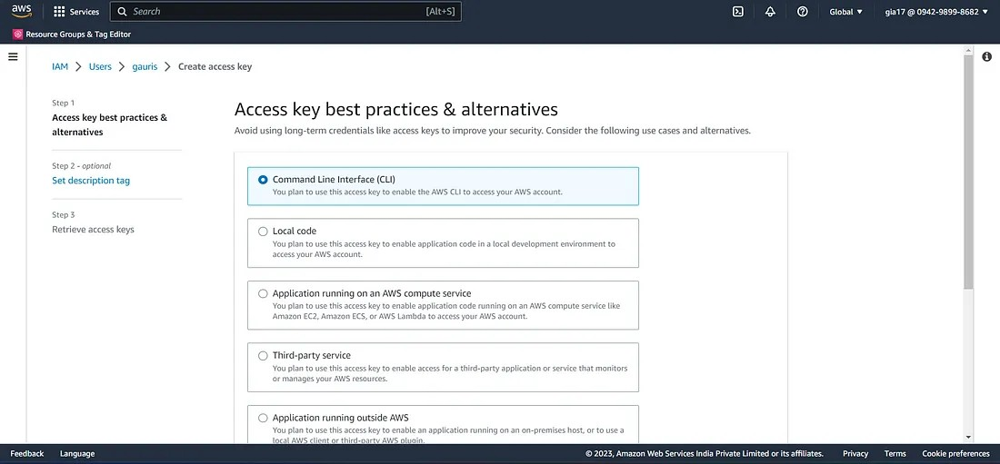 aws Services Search [Alt+S] Global gia17 @ 0942-9899-8682
Resource Groups & Tag Editor
IAM Users gauris Create access key
Step 1
Access key best practices &
alternatives
Step 2 - optional
Set description tag
Step 3
Retrieve access keys
Access key best practices & alternatives
Avoid using long-term credentials like access keys to improve your security. Consider the following use cases and alternatives.
Command Line Interface (CLI)
You plan to use this access key to enable the AWS CLI to access your AWS account.
Local code
You plan to use this access key to enable application code in a local development environment to
access your AWS account.
Application running on an AWS compute service
You plan to use this access key to enable application code running on an AWS compute service like
Amazon EC2, Amazon ECS, or AWS Lambda to access your AWS account.
Third-party service
You plan to use this access key to enable access for a third-party application or service that monitors
or manages your AWS resources.
Application running outside AWS
You plan to use this access key to enable an application running on an on-premises host, or to use a
local AWS client or third-party AWS plugin.
Feedback Language © 2023, Amazon Web Services India Private Limited or its affiliates. Privacy Terms Cookie preferences